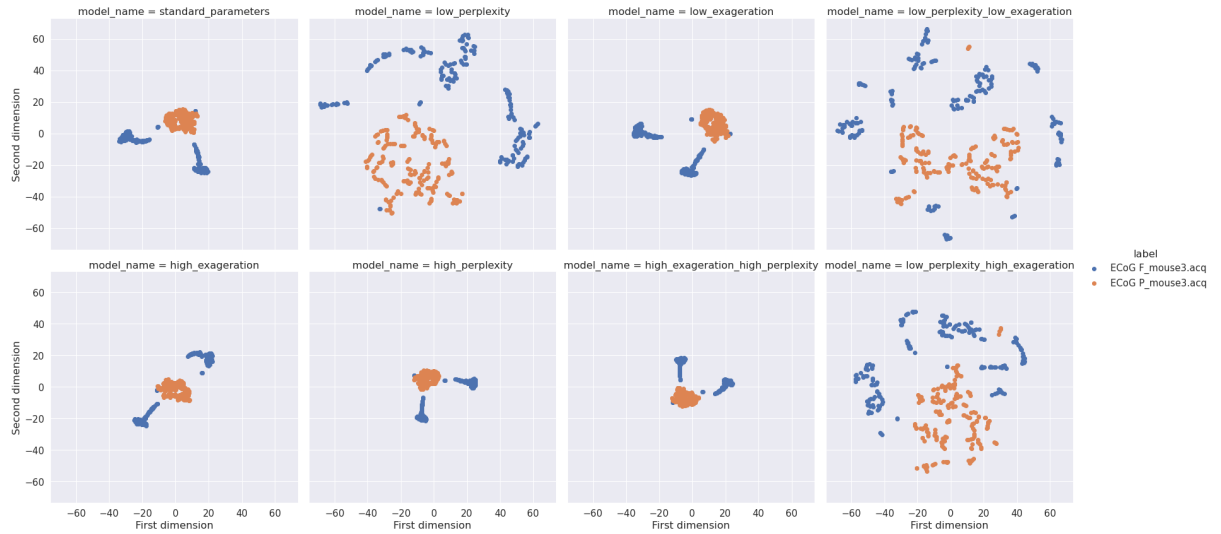 model_name = standard_parameters
model_name = low_perplexity
model_name = low_exageration
model_name = low_perplexity_low_exageration
60
40
20
0
−20
−40
−60
Second dimension
model_name = high_exageration
model_name = high_perplexity
model_name = high_exageration_high_perplexity
model_name = low_perplexity_high_exageration
60
40
20
0
−20
−40
−60
Second dimension
−60 −40 −20 0 20 40 60
−60 −40 −20 0 20 40 60
−60 −40 −20 0 20 40 60
−60 −40 −20 0 20 40 60
First dimension
First dimension
First dimension
First dimension
label
ECoG F_mouse3.acq
ECoG P_mouse3.acq